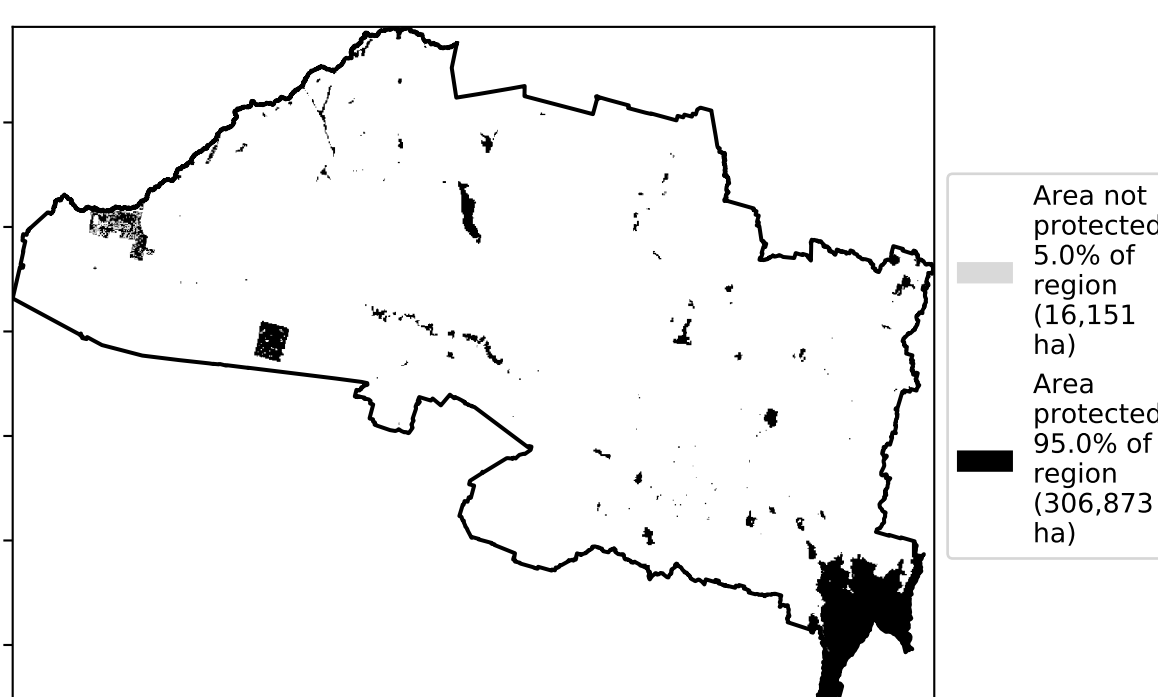 Area not
protected
5.0% of
region
(16,151
ha)
Area
protected
95.0% of
region
(306,873
ha)